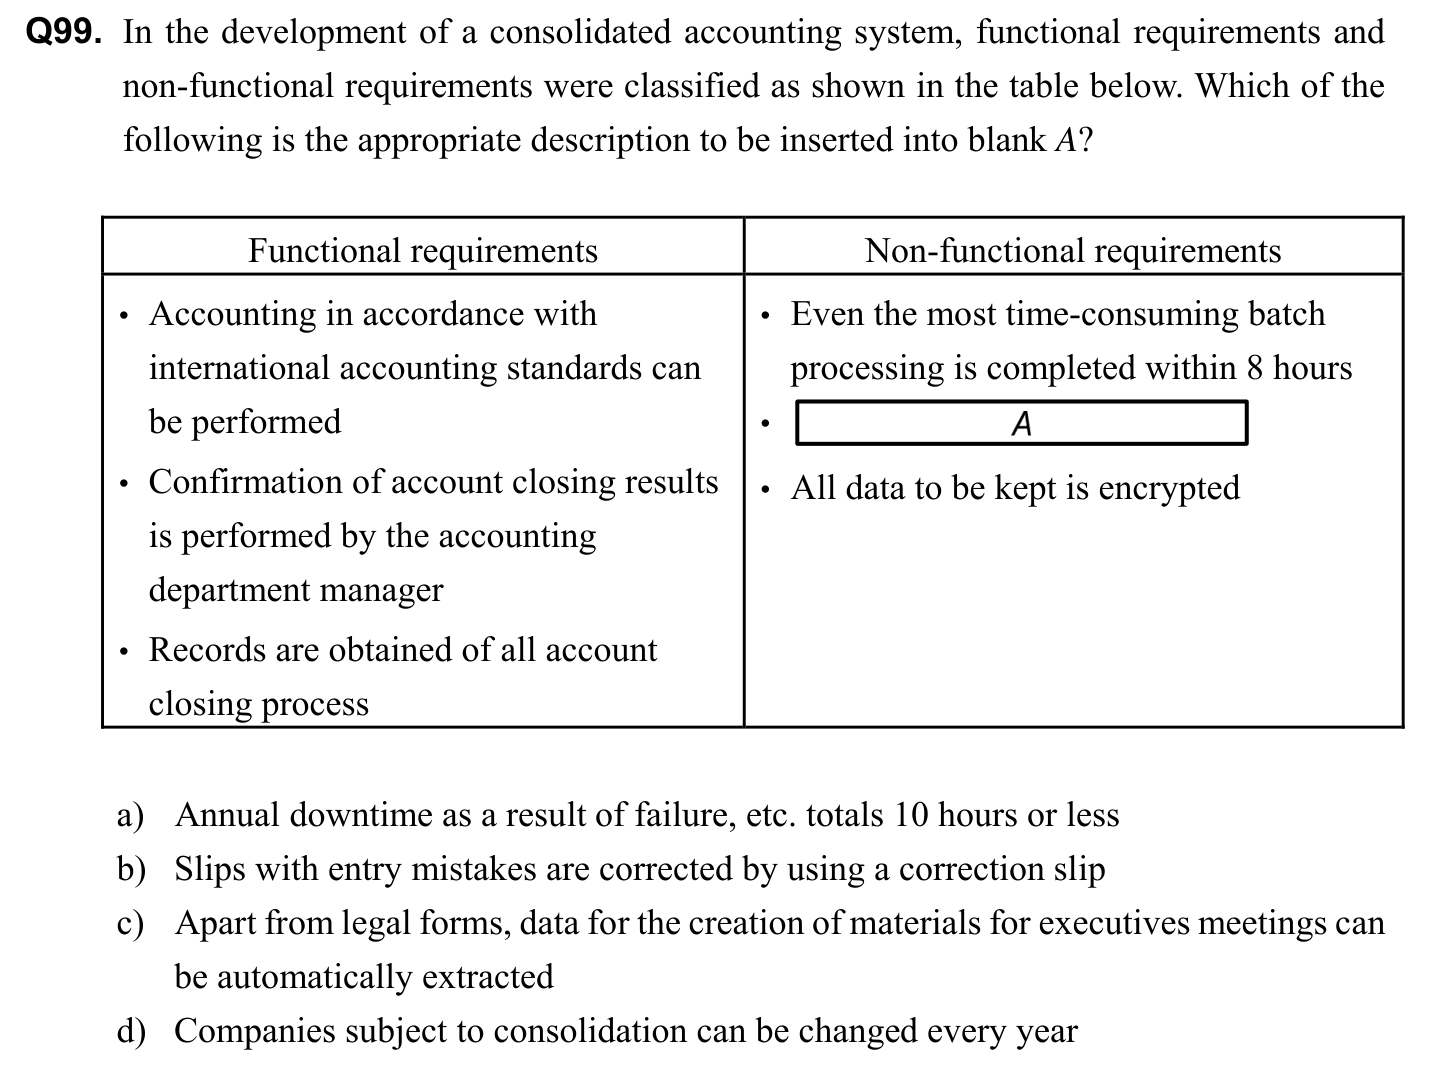 Q99. In the development of a consolidated accounting system, functional requirements and
non-functional requirements were classified as shown in the table below. Which of the
following is the appropriate description to be inserted into blank A?
Functional requirements
• Accounting in accordance with
international accounting standards can
be performed
• Confirmation of account closing results
is performed by the accounting
department manager
• Records are obtained of all account
closing process
Non-functional requirements
• Even the most time-consuming batch
processing is completed within 8 hours
• A
• All data to be kept is encrypted
a) Annual downtime as a result of failure, etc. totals 10 hours or less
b) Slips with entry mistakes are corrected by using a correction slip
c) Apart from legal forms, data for the creation of materials for executives meetings can
be automatically extracted
d) Companies subject to consolidation can be changed every year